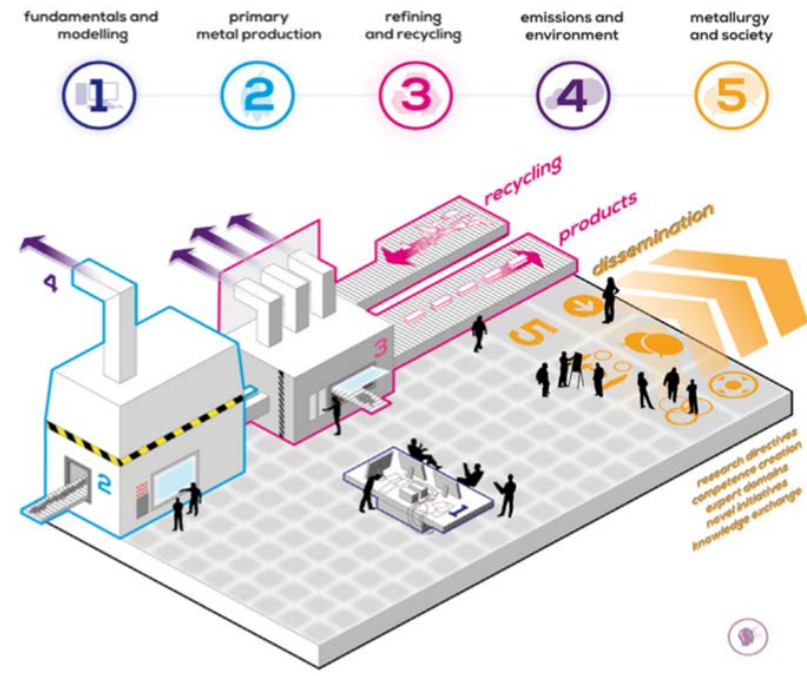 fundamentals and
modelling
primary
metal production
refining
and recycling
emissions and
environment
metallurgy
and society
1
2
3
4
5
recycling
products
dissemination
4
3
5
2
1
research directives
competence creation
expert domains
novel initiatives
knowledge exchange